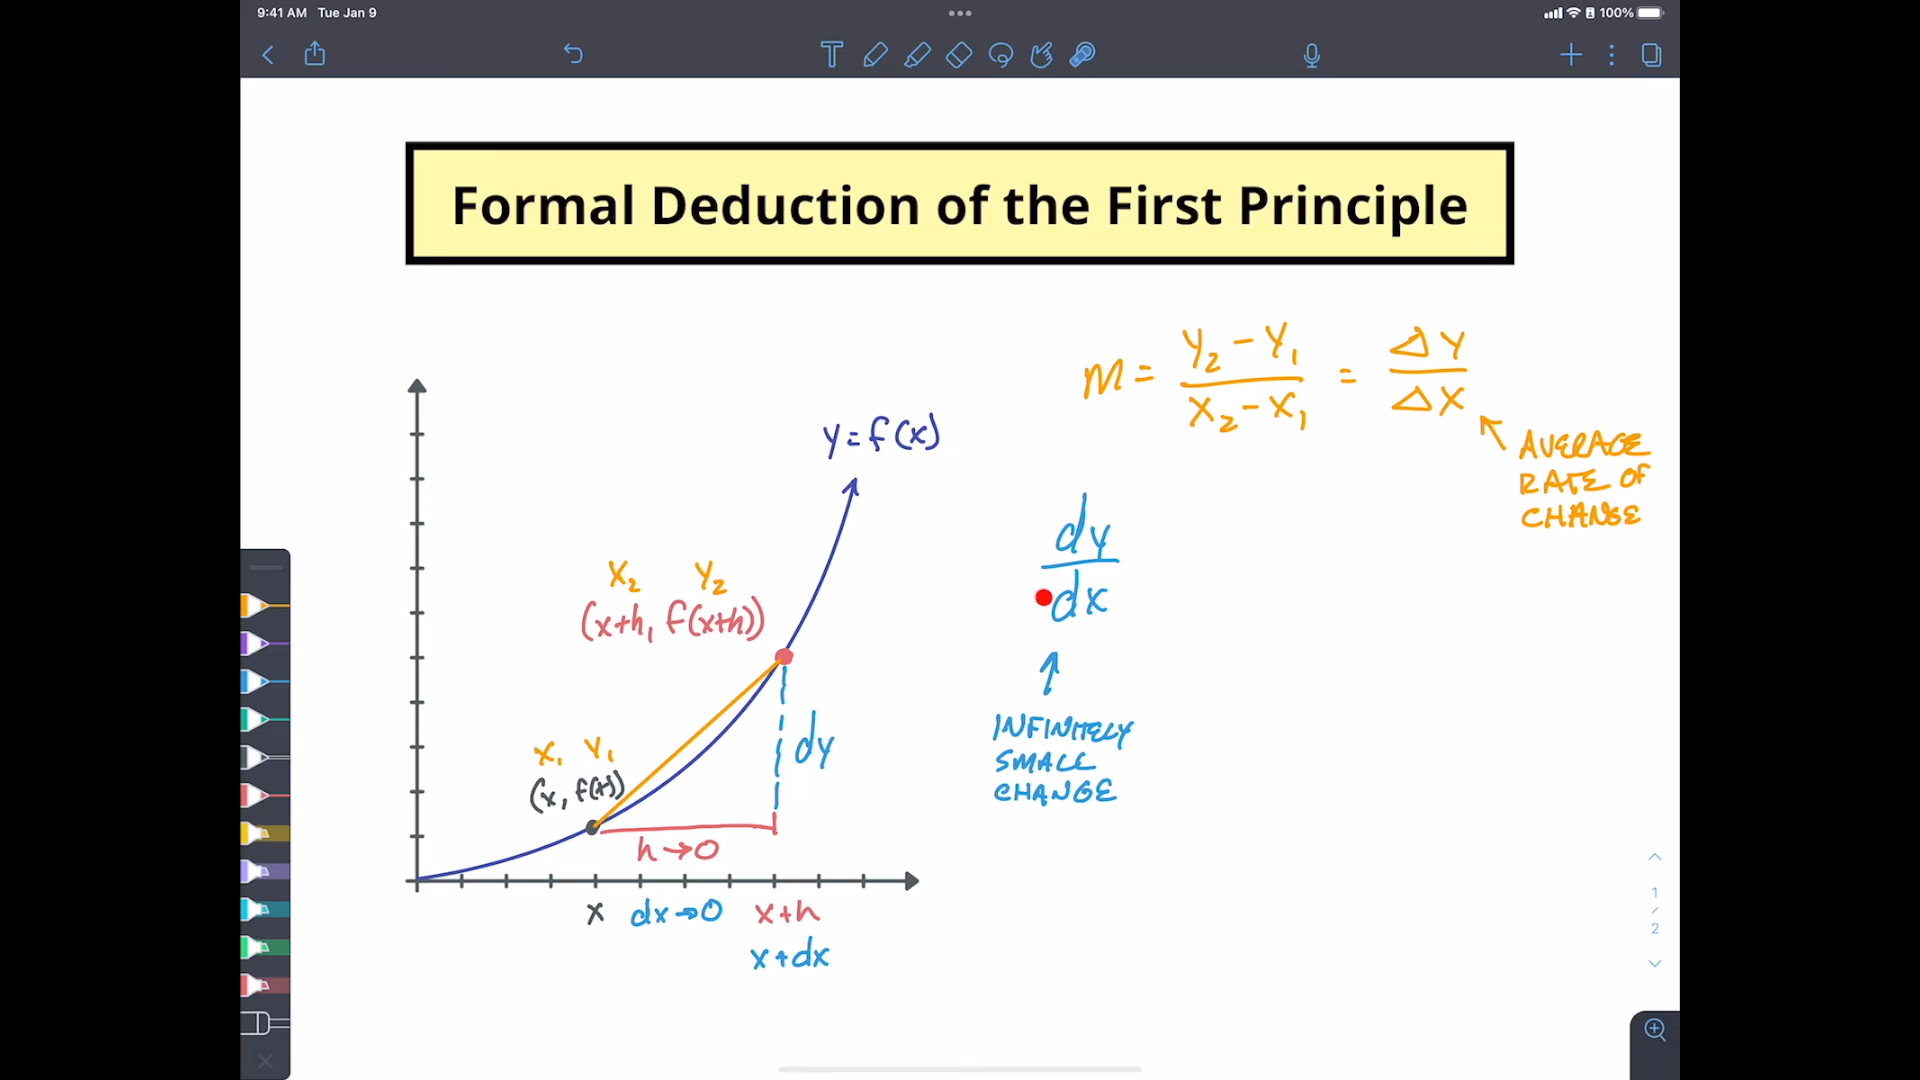 9:41 AM Tue Jan 9
100%
T
Formal Deduction of the First Principle
m = (Y₂ - Y₁)/(X₂ - X₁) = ΔY/ΔX
AVERAGE
RATE OF
CHANGE
y = f(x)
dy/dx
INFINITELY
SMALL
CHANGE
X₂ Y₂
(x+h, f(x+h))
dy
X₁ Y₁
(x, f(x))
h→0
x dx→0 x+h
x+dx
1
/
2